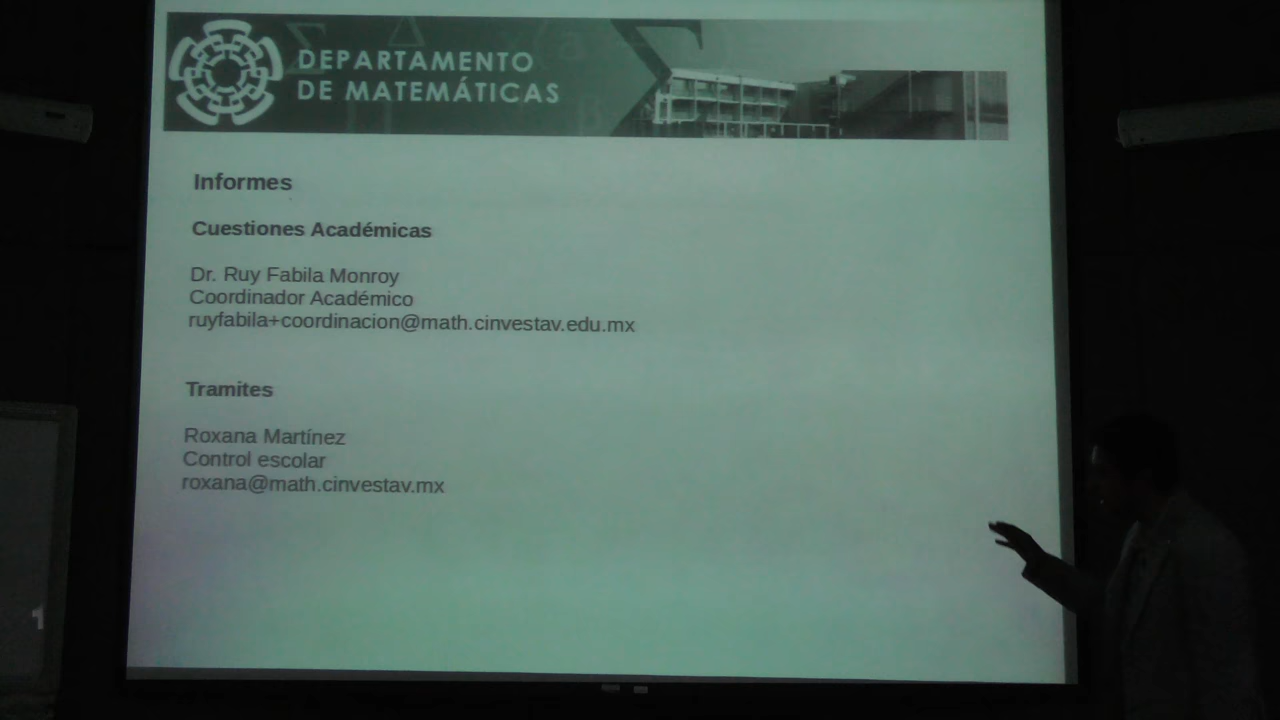 DEPARTAMENTO
DE MATEMÁTICAS
Informes
Cuestiones Académicas
Dr. Ruy Fabila Monroy
Coordinador Académico
ruyfabila+coordinacion@math.cinvestav.edu.mx
Tramites
Roxana Martínez
Control escolar
roxana@math.cinvestav.mx